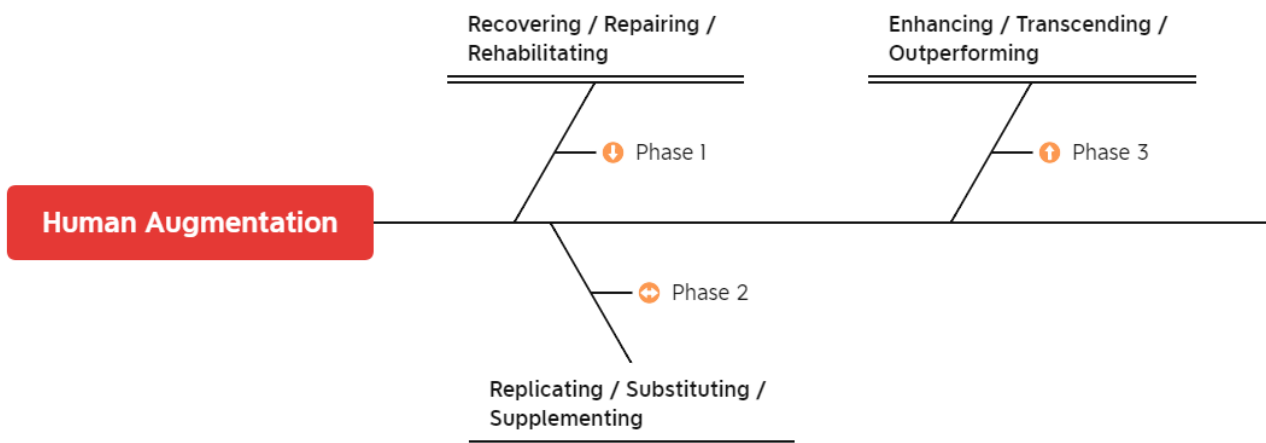 Recovering / Repairing /
Rehabilitating
Enhancing / Transcending /
Outperforming
Phase 1
Phase 3
Human Augmentation
Phase 2
Replicating / Substituting /
Supplementing